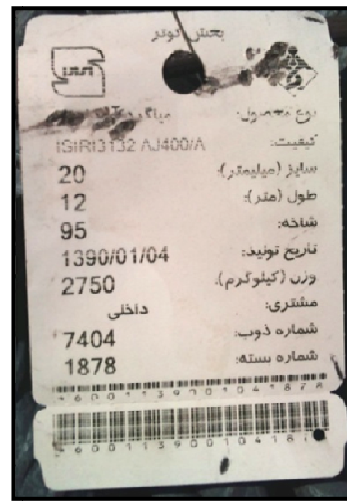 بخش نورد
نوع محصول: میلگرد
کیفیت: ISIRI3132 AJ400/A
سایز (میلیمتر): 20
طول (متر): 12
شاخه: 95
تاریخ تولید: 1390/01/04
وزن (کیلوگرم): 2750
مشتری: داخلی
شماره ذوب: 7404
شماره بسته: 1878